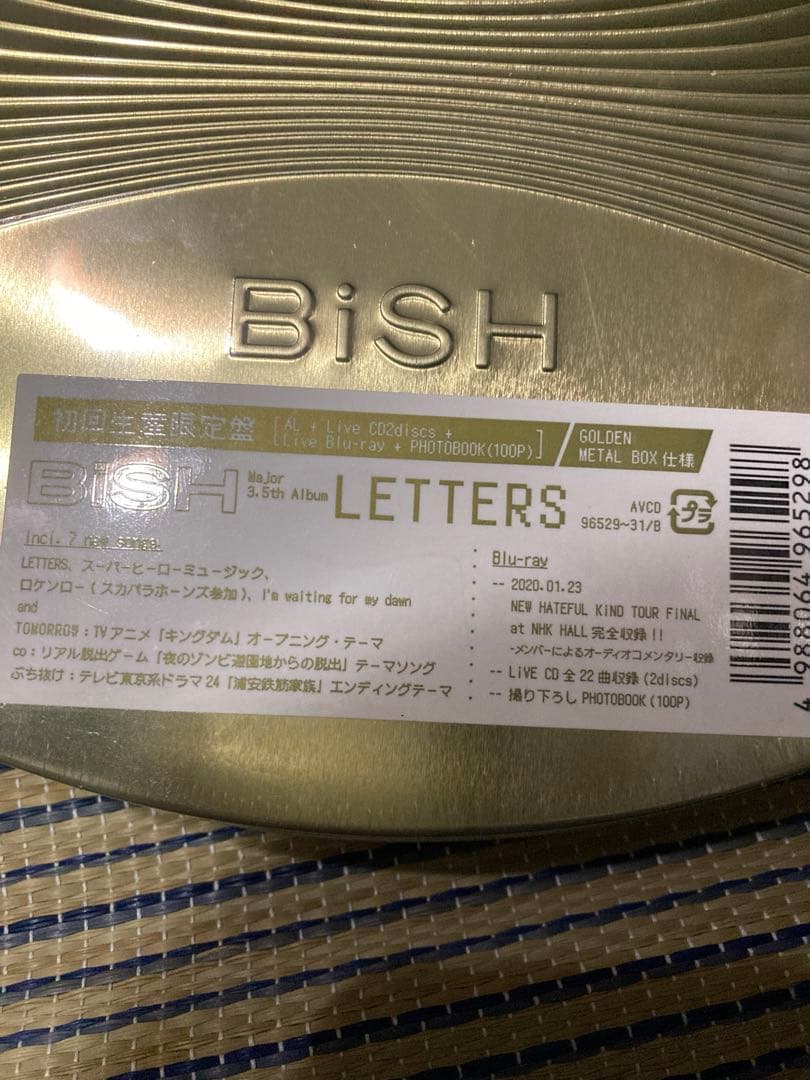 BiSH
初回生産限定盤 [AL + Live CD2discs +
Live Blu-ray + PHOTOBOOK(100P)]
GOLDEN
METAL BOX 仕様
BiSH Major
3.5th Album
LETTERS
AVCD
96529~31/B
プラ
Incl. 7 new songs.
LETTERS、スーパーヒーローミュージック、
ロケンロー(スカパラホーンズ参加)、I'm waiting for my dawn
and
TOMORROW:TVアニメ「キングダム」オープニング・テーマ
co:リアル脱出ゲーム「夜のゾンビ遊園地からの脱出」テーマソング
ぶち抜け:テレビ東京系ドラマ24「浦安鉄筋家族」エンディングテーマ
Blu-ray
-- 2020.01.23
NEW HATEFUL KiND TOUR FiNAL
at NHK HALL 完全収録!!
-メンバーによるオーディオコメンタリー収録
-- LiVE CD 全22曲収録(2discs)
-- 撮り下ろし PHOTOBOOK(100P)
4 988064 965298